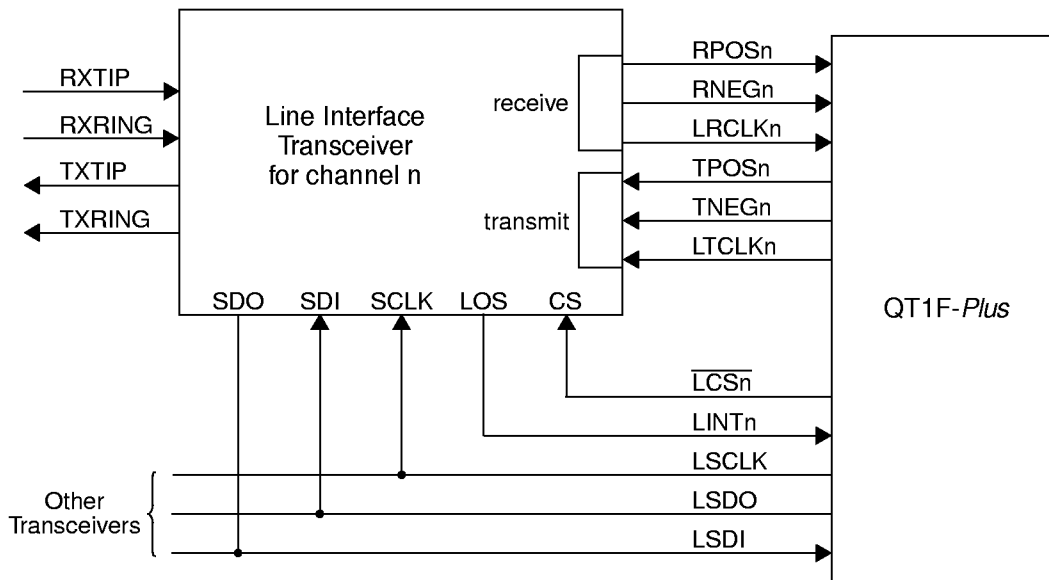 RXTIP
RXRING
TXTIP
TXRING
Line Interface
Transceiver
for channel n
receive
transmit
SDO SDI SCLK LOS CS
RPOSn
RNEGn
LRCLKn
TPOSn
TNEGn
LTCLKn
QT1F-Plus
LCSn
LINTn
LSCLK
LSDO
LSDI
Other
Transceivers